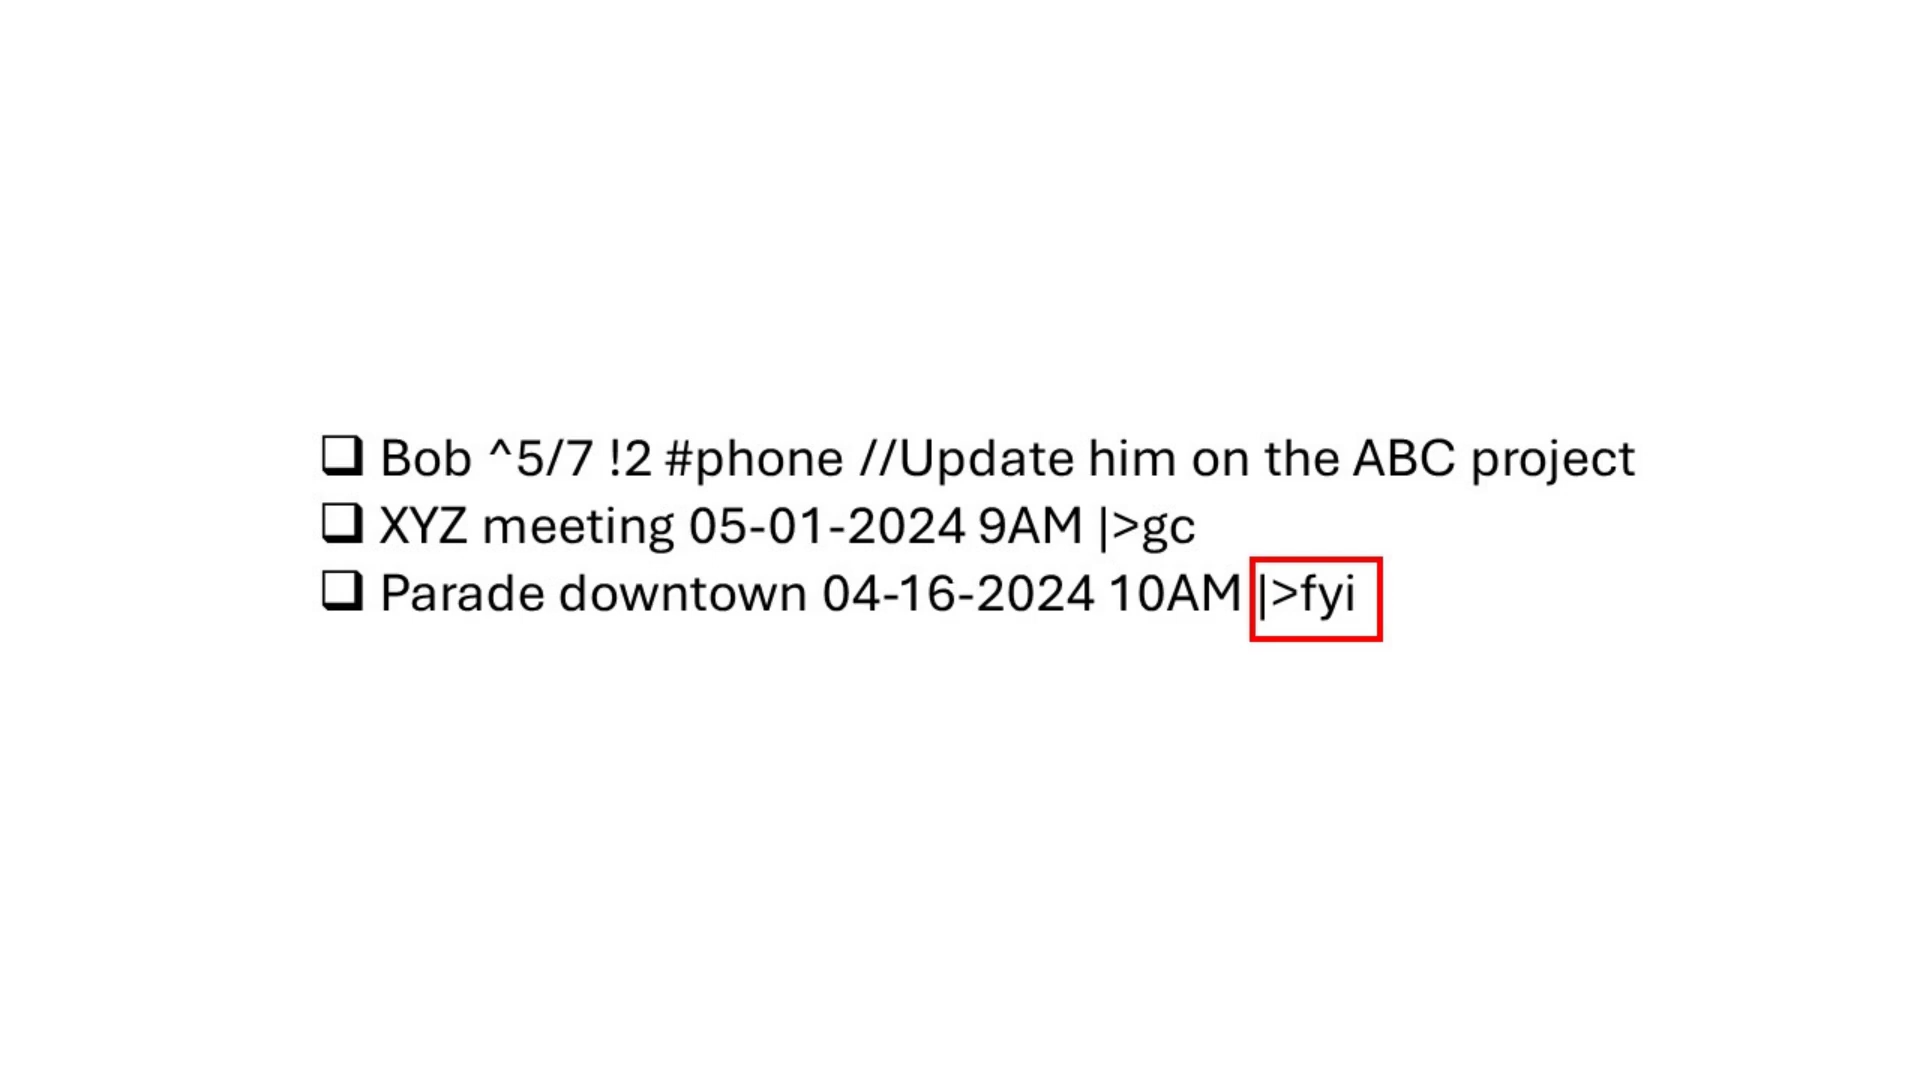 Bob ^5/7 !2 #phone //Update him on the ABC project
XYZ meeting 05-01-2024 9AM |>gc
Parade downtown 04-16-2024 10AM |>fyi